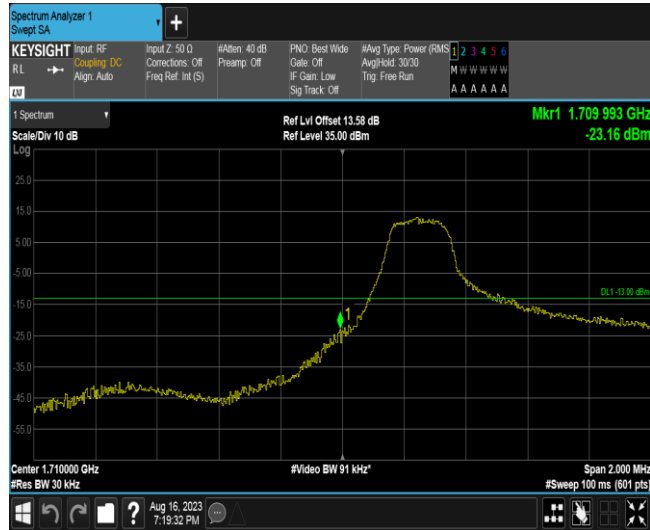 Spectrum Analyzer 1
Swept SA
+
KEYSIGHT Input: RF Input Z: 50 Ω #Atten: 40 dB PNO: Best Wide #Avg Type: Power (RMS 1 2 3 4 5 6
RL Coupling: DC Corrections: Off Preamp: Off Gate: Off Avg|Hold: 30/30 M W W W W W
Align: Auto Freq Ref: Int (S) IF Gain: Low Trig: Free Run
LXI Sig Track: Off A A A A A A
1 Spectrum Ref Lvl Offset 13.58 dB Mkr1 1.709 993 GHz
Scale/Div 10 dB Ref Level 35.00 dBm -23.16 dBm
Log
25.0
15.0
5.00
-5.00
DL1 -13.00 dBm
-15.0
1
-25.0
-35.0
-45.0
-55.0
Center 1.710000 GHz #Video BW 91 kHz* Span 2.000 MHz
#Res BW 30 kHz #Sweep 100 ms (601 pts)
? Aug 16, 2023
7:19:32 PM